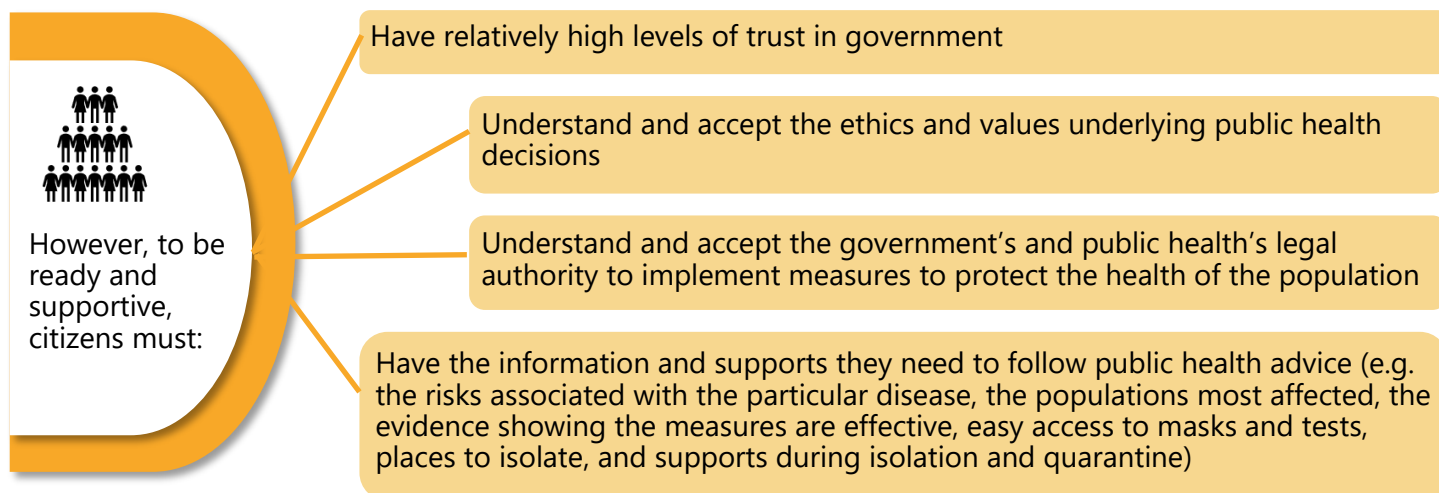 However, to be
ready and
supportive,
citizens must:
Have relatively high levels of trust in government
Understand and accept the ethics and values underlying public health
decisions
Understand and accept the government’s and public health’s legal
authority to implement measures to protect the health of the population
Have the information and supports they need to follow public health advice (e.g.
the risks associated with the particular disease, the populations most affected, the
evidence showing the measures are effective, easy access to masks and tests,
places to isolate, and supports during isolation and quarantine)